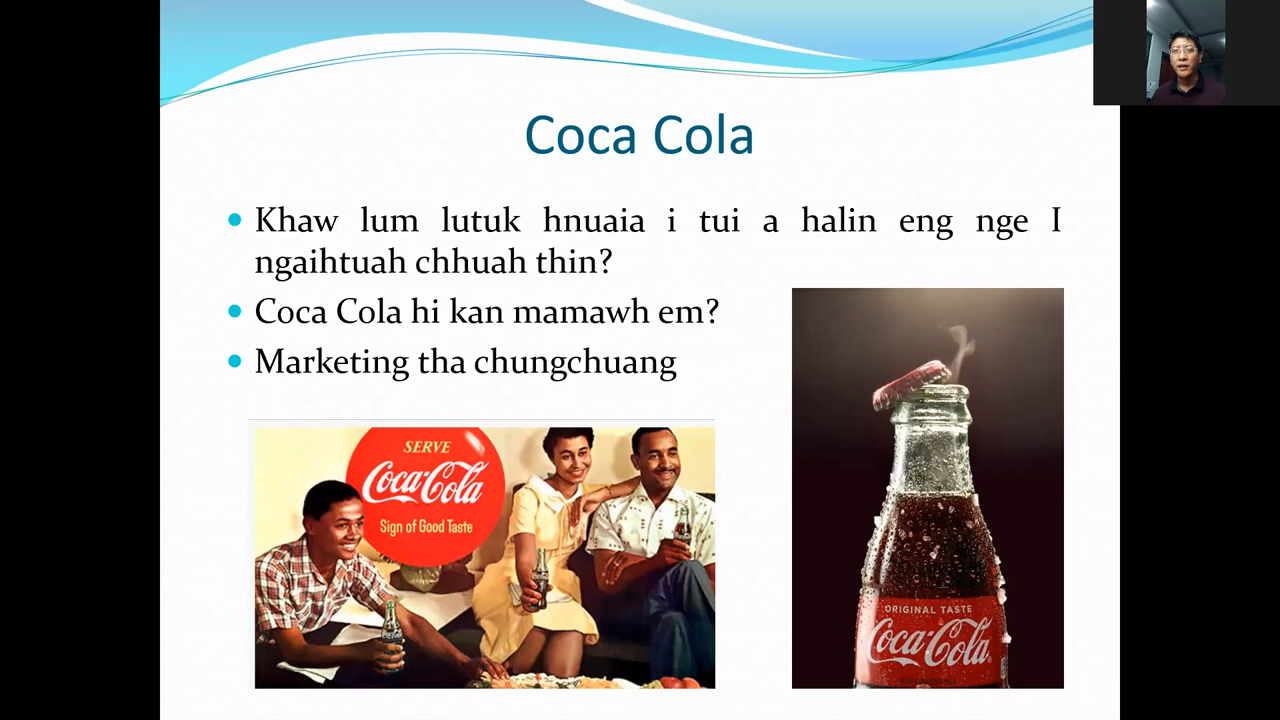 Coca Cola
Khaw lum lutuk hnuaia i tui a halin eng nge I
ngaihtuah chhuah thin?
Coca Cola hi kan mamawh em?
Marketing tha chungchuang
SERVE
Coca-Cola
Sign of Good Taste
ORIGINAL TASTE
Coca-Cola